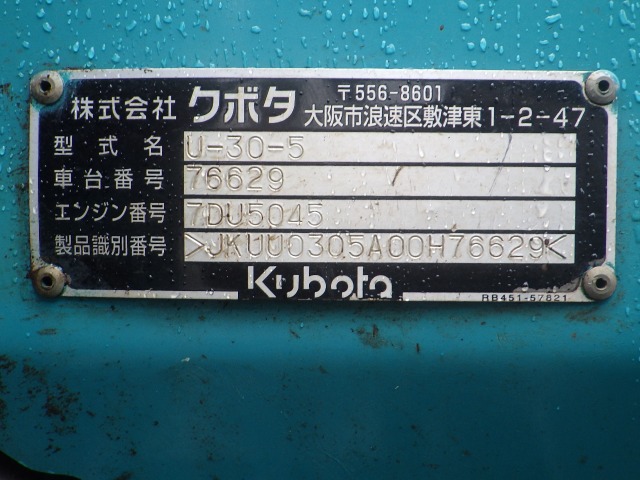 株式会社 クボタ 〒556-8601
大阪市浪速区敷津東1-2-47
型式名 U-30-5
車台番号 76629
エンジン番号 7DU5045
製品識別番号 >JKUU0305A00H76629<
Kubota
RB451-57821